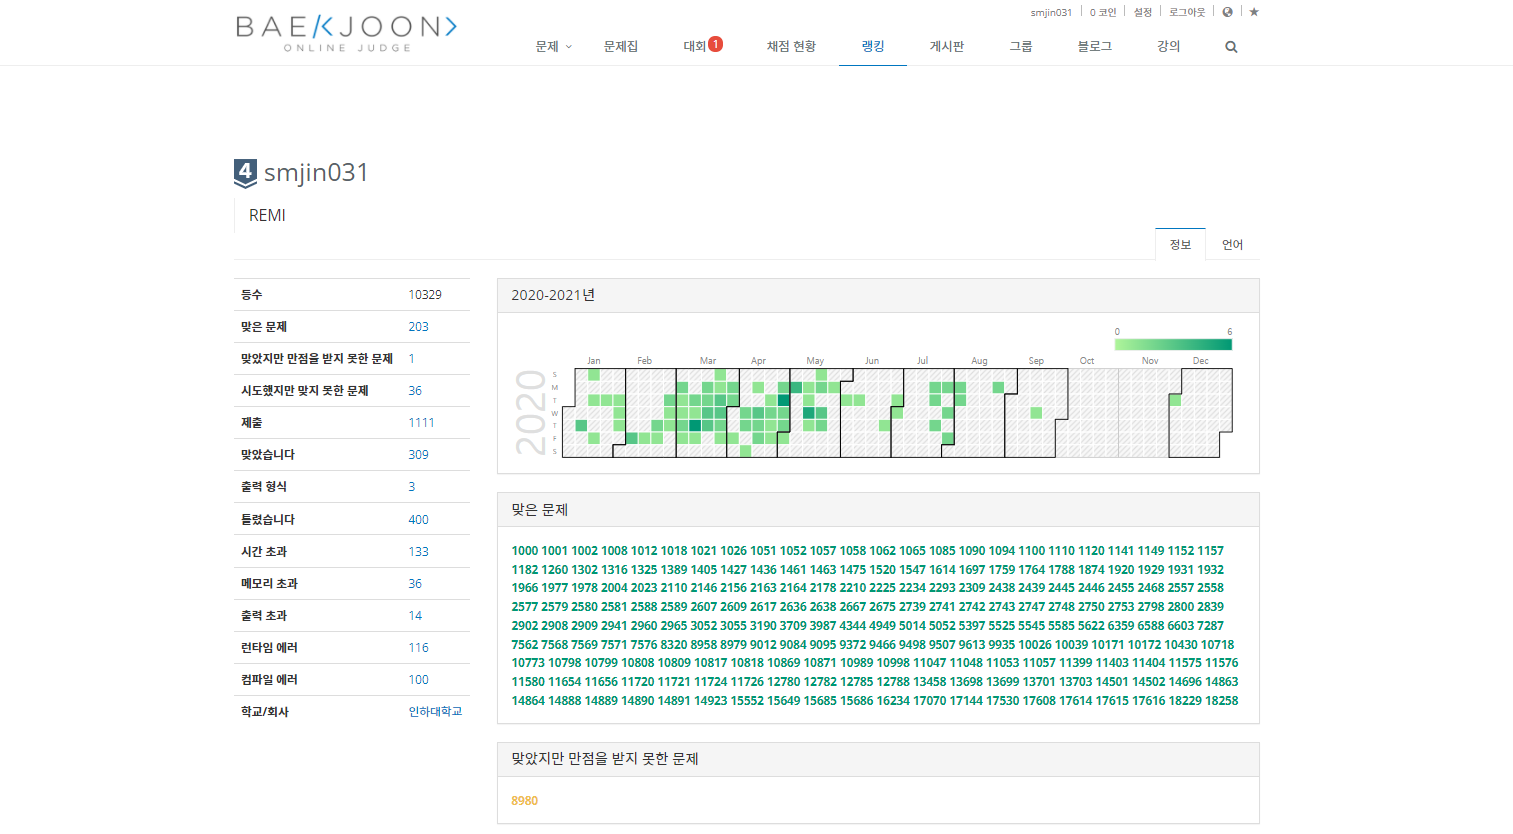 smjin031 0 코인 설정 로그아웃
BAEKJOON
ONLINE JUDGE
문제 문제집 대회 1 채점 현황 랭킹 게시판 그룹 블로그 강의
4 smjin031
REMI
정보 언어
등수 10329
맞은 문제 203
맞았지만 만점을 받지 못한 문제 1
시도했지만 맞지 못한 문제 36
제출 1111
맞았습니다 309
출력 형식 3
틀렸습니다 400
시간 초과 133
메모리 초과 36
출력 초과 14
런타임 에러 116
컴파일 에러 100
학교/회사 인하대학교
2020-2021년
0 6
Jan Feb Mar Apr May Jun Jul Aug Sep Oct Nov Dec
2020
S
M
T
W
T
F
S
맞은 문제
1000 1001 1002 1008 1012 1018 1021 1026 1051 1052 1057 1058 1062 1065 1085 1090 1094 1100 1110 1120 1141 1149 1152 1157
1182 1260 1302 1316 1325 1389 1405 1427 1436 1461 1463 1475 1520 1547 1614 1697 1759 1764 1788 1874 1920 1929 1931 1932
1966 1977 1978 2004 2023 2110 2146 2156 2163 2164 2178 2210 2225 2234 2293 2309 2438 2439 2445 2446 2455 2468 2557 2558
2577 2579 2580 2581 2588 2589 2607 2609 2617 2636 2638 2667 2675 2739 2741 2742 2743 2747 2748 2750 2753 2798 2800 2839
2902 2908 2909 2941 2960 2965 3052 3055 3190 3709 3987 4344 4949 5014 5052 5397 5525 5545 5585 5622 6359 6588 6603 7287
7562 7568 7569 7571 7576 8320 8958 8979 9012 9084 9095 9372 9466 9498 9507 9613 9935 10026 10039 10171 10172 10430 10718
10773 10798 10799 10808 10809 10817 10818 10869 10871 10989 10998 11047 11048 11053 11057 11399 11403 11404 11575 11576
11580 11654 11656 11720 11721 11724 11726 12780 12782 12785 12788 13458 13698 13699 13701 13703 14501 14502 14696 14863
14864 14888 14889 14890 14891 14923 15552 15649 15685 15686 16234 17070 17144 17530 17608 17614 17615 17616 18229 18258
맞았지만 만점을 받지 못한 문제
8980